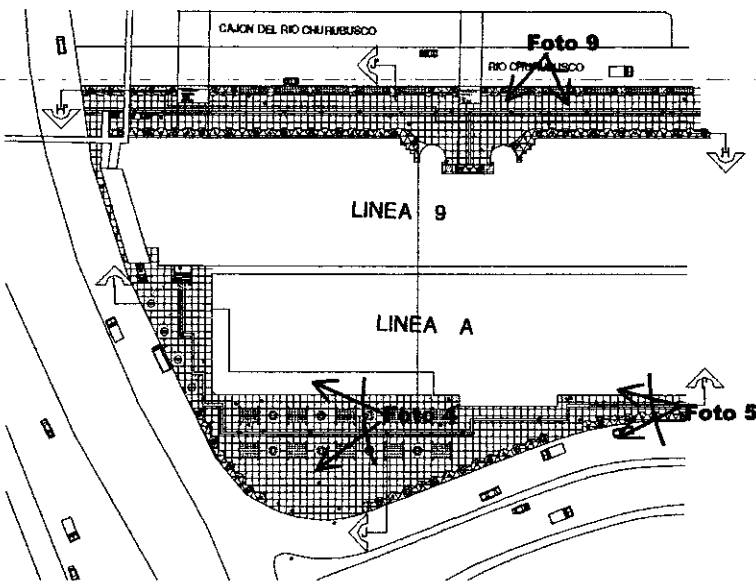 CAJON DEL RIO CHURUBUSCO
Foto 9
RIO CHURUBUSCO
LINEA 9
LINEA A
Foto 4
Foto 5